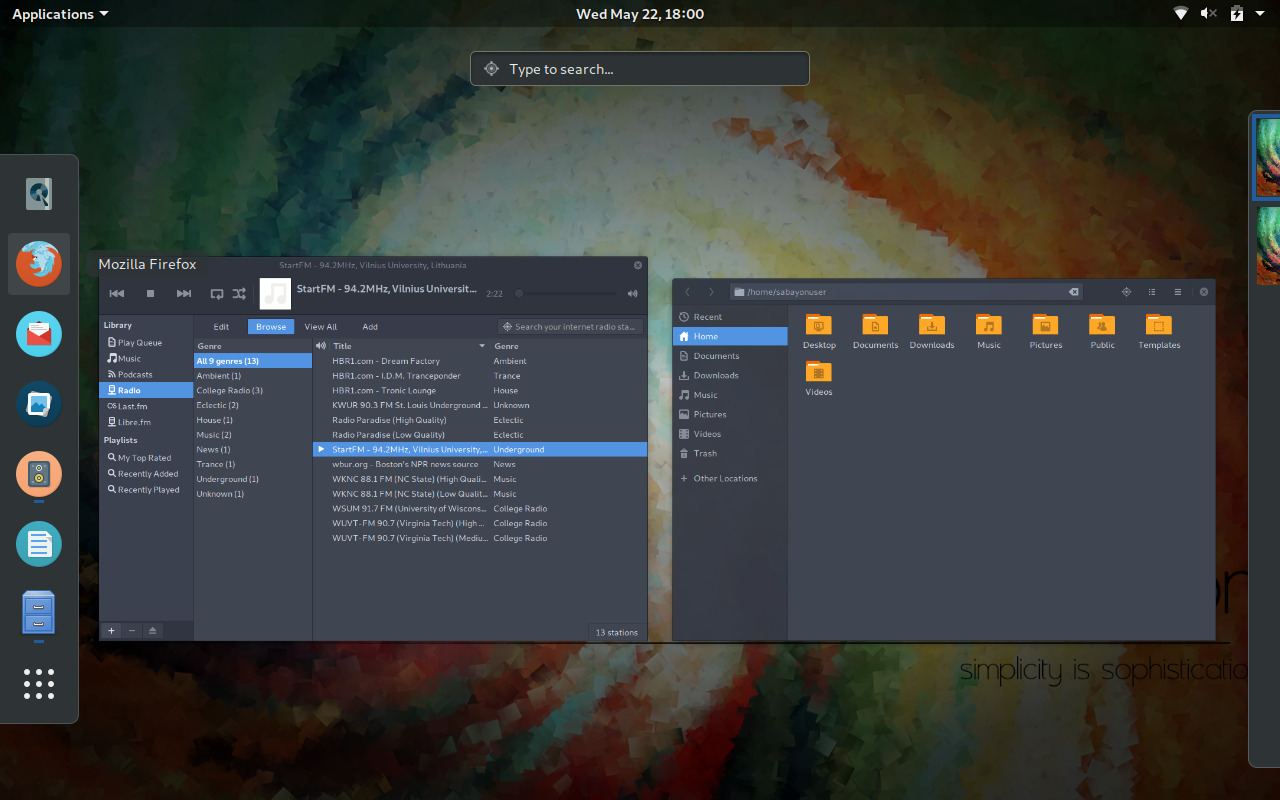 Applications
Wed May 22, 18:00
Type to search...
Mozilla Firefox
StartFM - 94.2MHz, Vilnius University, Lithuania
StartFM - 94.2MHz, Vilnius Universit...
2:22
Library
Play Queue
Music
Podcasts
Radio
Last.fm
Libre.fm
Playlists
My Top Rated
Recently Added
Recently Played
Edit
Browse
View All
Add
Search your internet radio sta...
Genre
All 9 genres (13)
Ambient (1)
College Radio (3)
Eclectic (2)
House (1)
Music (2)
News (1)
Trance (1)
Underground (1)
Unknown (1)
Title Genre
HBR1.com - Dream Factory Ambient
HBR1.com - I.D.M. Tranceponder Trance
HBR1.com - Tronic Lounge House
KWUR 90.3 FM St. Louis Underground ... Unknown
Radio Paradise (High Quality) Eclectic
Radio Paradise (Low Quality) Eclectic
StartFM - 94.2MHz, Vilnius University,... Underground
wbur.org - Boston's NPR news source News
WKNC 88.1 FM (NC State) (High Quali... Music
WKNC 88.1 FM (NC State) (Low Qualit... Music
WSUM 91.7 FM (University of Wiscons... College Radio
WUVT-FM 90.7 (Virginia Tech) (High ... College Radio
WUVT-FM 90.7 (Virginia Tech) (Mediu... College Radio
13 stations
/home/sabayonuser
Recent
Home
Documents
Downloads
Music
Pictures
Videos
Trash
Other Locations
Desktop
Documents
Downloads
Music
Pictures
Public
Templates
Videos
simplicity is sophisticatio